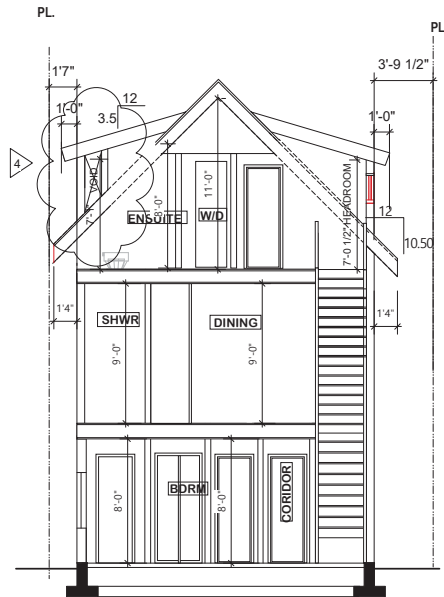 PL.
PL
3'-9 1/2"
1'7"
12
3.5
1'-0"
1'-0"
4
VOID
8'-0"
11'-0"
ENSUITE
W/D
7'-0 1/2" HEADROOM
12
10.50
1'4"
1'4"
SHWR
DINING
9'-0"
9'-0"
BDRM
8'-0"
8'-0"
CORIDOR